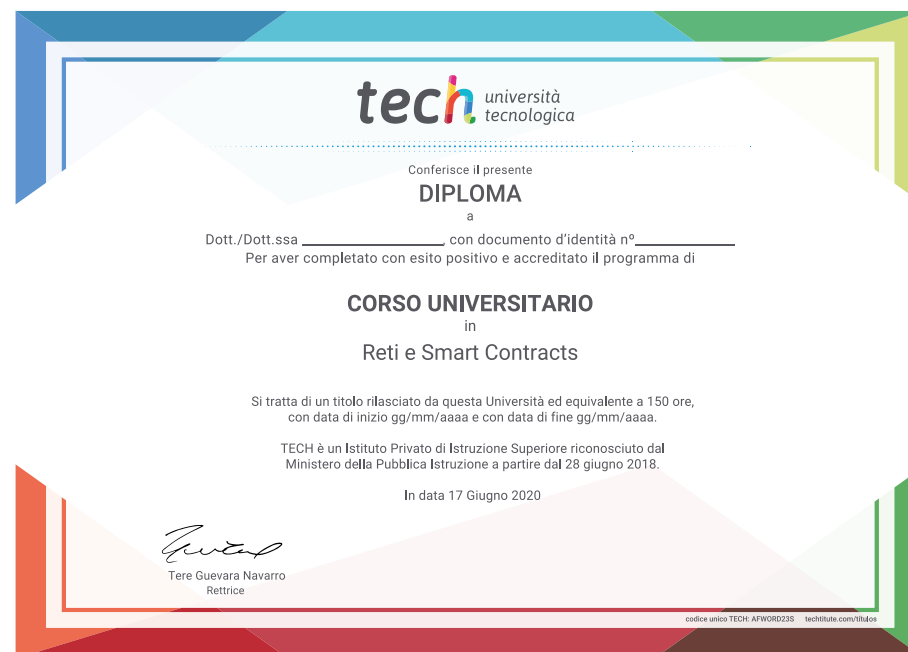 tech università
tecnologica
Conferisce il presente
DIPLOMA
a
Dott./Dott.ssa ____________________, con documento d'identità nº______________
Per aver completato con esito positivo e accreditato il programma di
CORSO UNIVERSITARIO
in
Reti e Smart Contracts
Si tratta di un titolo rilasciato da questa Università ed equivalente a 150 ore,
con data di inizio gg/mm/aaaa e con data di fine gg/mm/aaaa.
TECH è un Istituto Privato di Istruzione Superiore riconosciuto dal
Ministero della Pubblica Istruzione a partire dal 28 giugno 2018.
In data 17 Giugno 2020
Tere Guevara Navarro
Rettrice
codice unico TECH: AFWORD23S techtitute.com/títulos